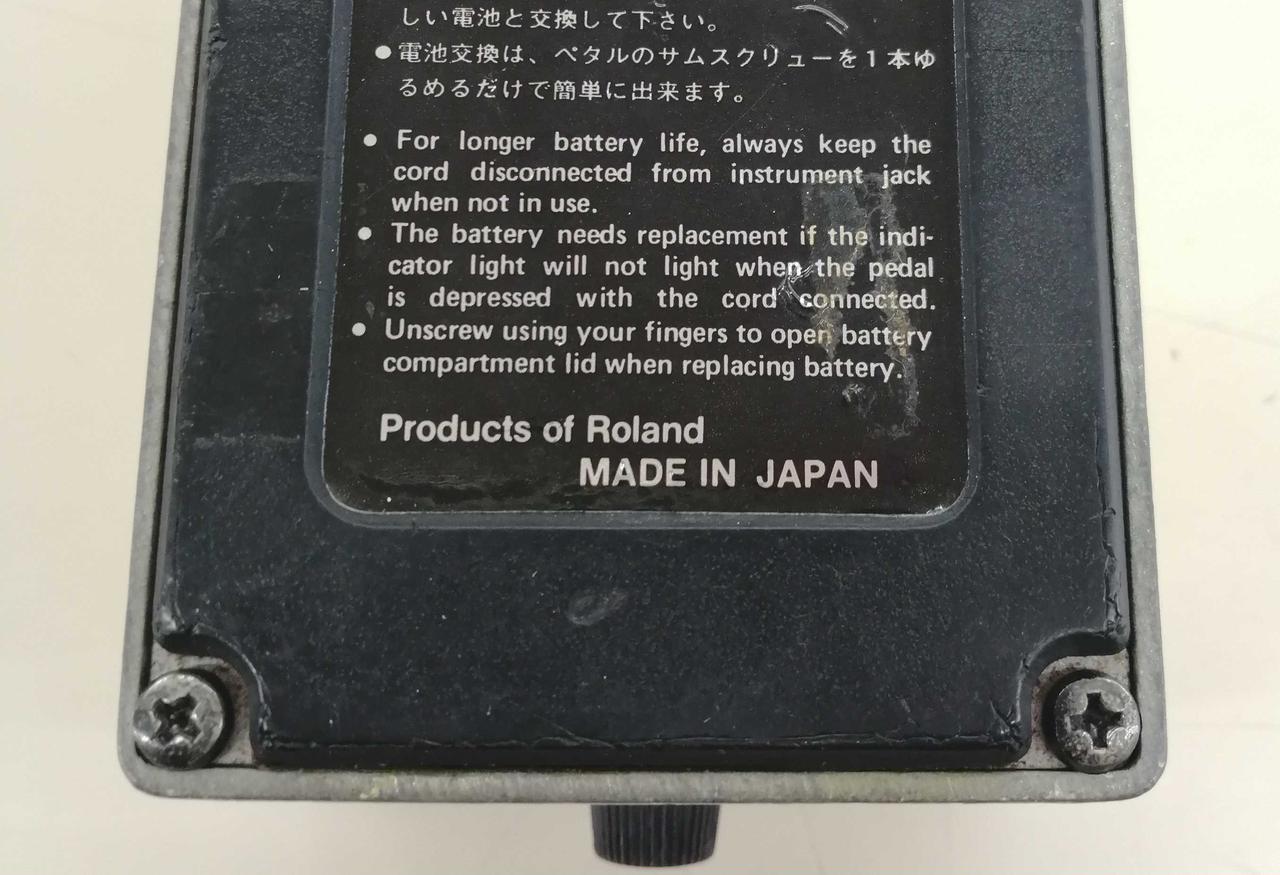 しい電池と交換して下さい。
●電池交換は、ペタルのサムスクリューを1本ゆ
るめるだけで簡単に出来ます。
● For longer battery life, always keep the
cord disconnected from instrument jack
when not in use.
● The battery needs replacement if the indi-
cator light will not light when the pedal
is depressed with the cord connected.
● Unscrew using your fingers to open battery
compartment lid when replacing battery.
Products of Roland
MADE IN JAPAN